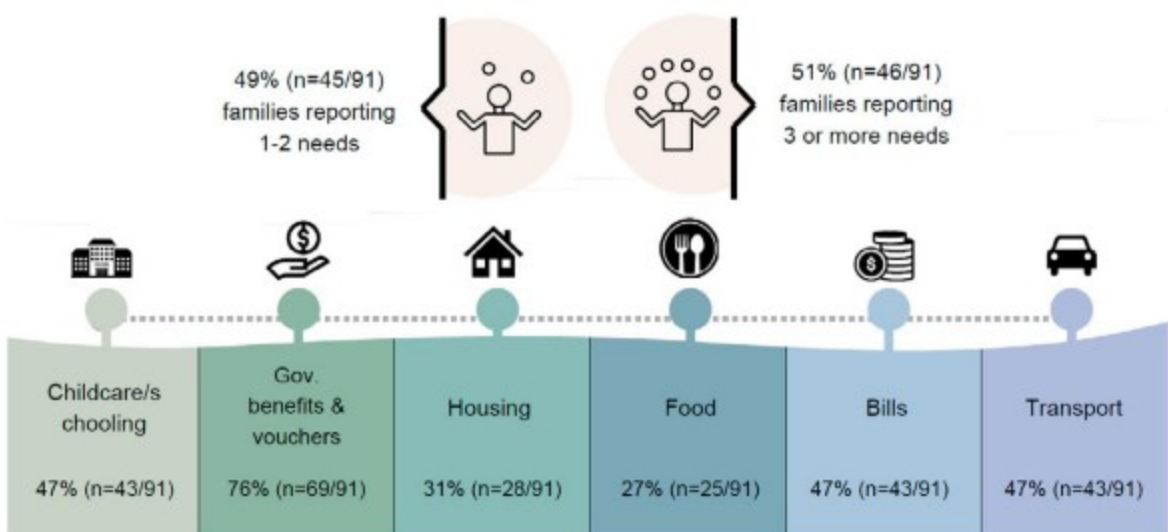 49% (n=45/91)
families reporting
1-2 needs
51% (n=46/91)
families reporting
3 or more needs
$
$
Childcare/s
chooling
47% (n=43/91)
Gov.
benefits &
vouchers
76% (n=69/91)
Housing
31% (n=28/91)
Food
27% (n=25/91)
Bills
47% (n=43/91)
Transport
47% (n=43/91)